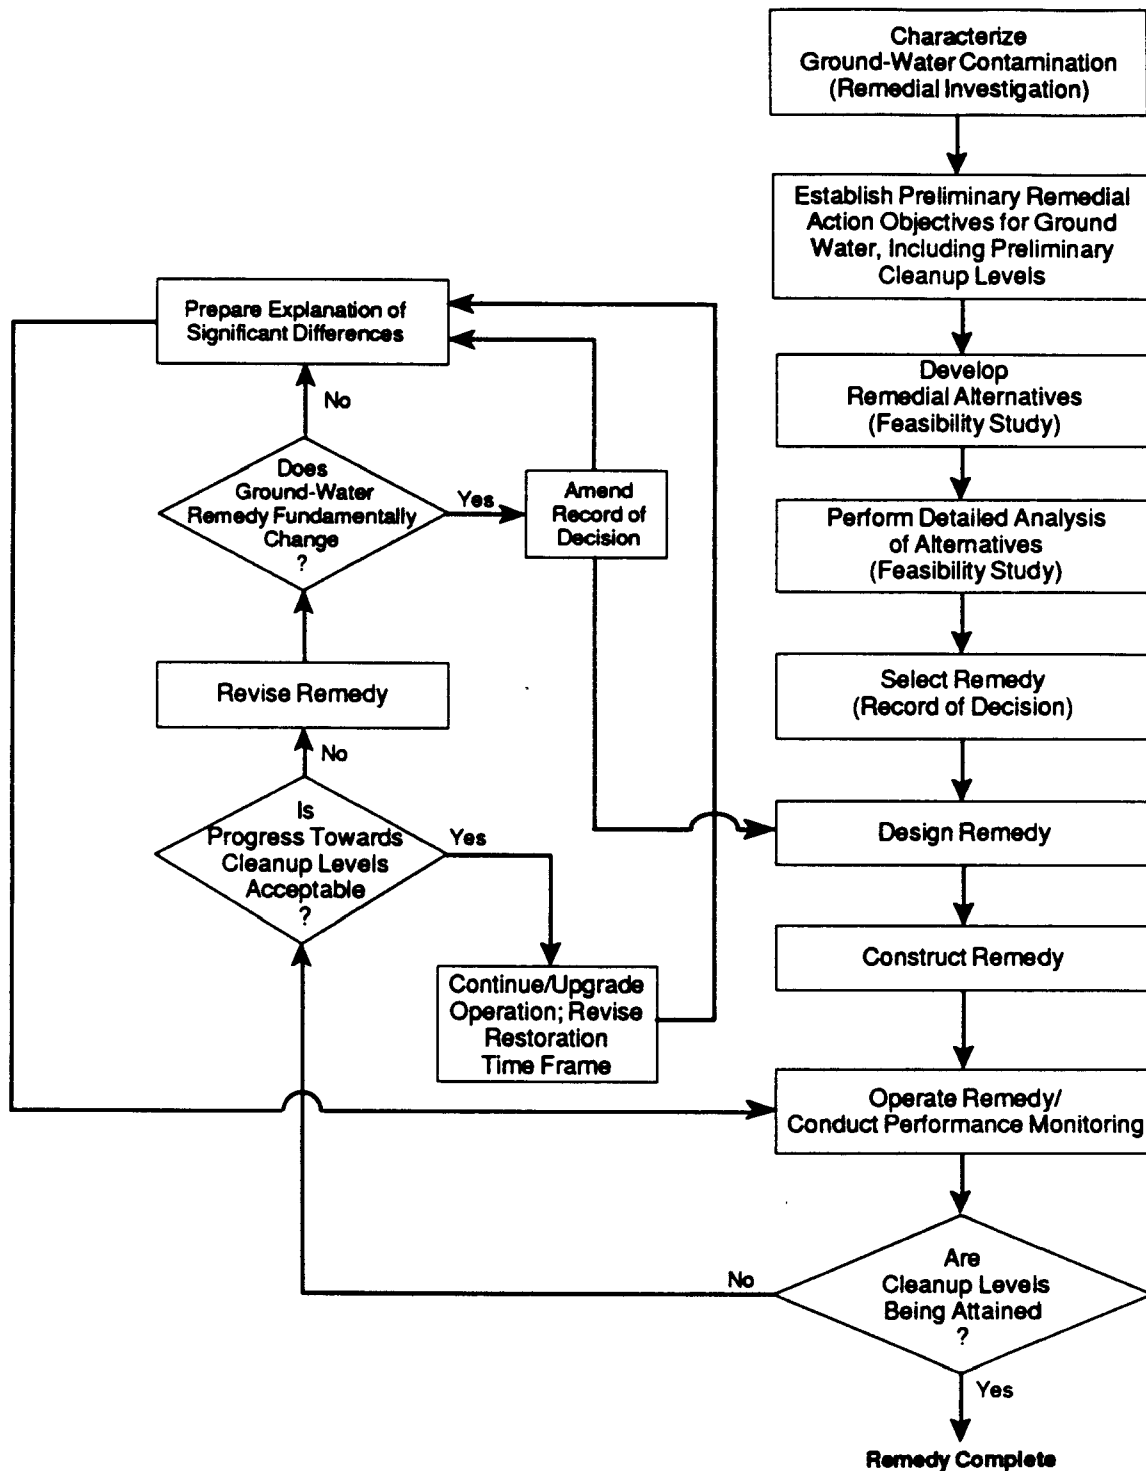 Characterize
Ground-Water Contamination
(Remedial Investigation)
Establish Preliminary Remedial
Action Objectives for Ground
Water, Including Preliminary
Cleanup Levels
Develop
Remedial Alternatives
(Feasibility Study)
Perform Detailed Analysis
of Alternatives
(Feasibility Study)
Select Remedy
(Record of Decision)
Design Remedy
Construct Remedy
Operate Remedy/
Conduct Performance Monitoring
Are
Cleanup Levels
Being Attained
?
Yes
Remedy Complete
No
Is
Progress Towards
Cleanup Levels
Acceptable
?
Yes
Continue/Upgrade
Operation; Revise
Restoration
Time Frame
No
Revise Remedy
Does
Ground-Water
Remedy Fundamentally
Change
?
Yes
Amend
Record of
Decision
No
Prepare Explanation of
Significant Differences